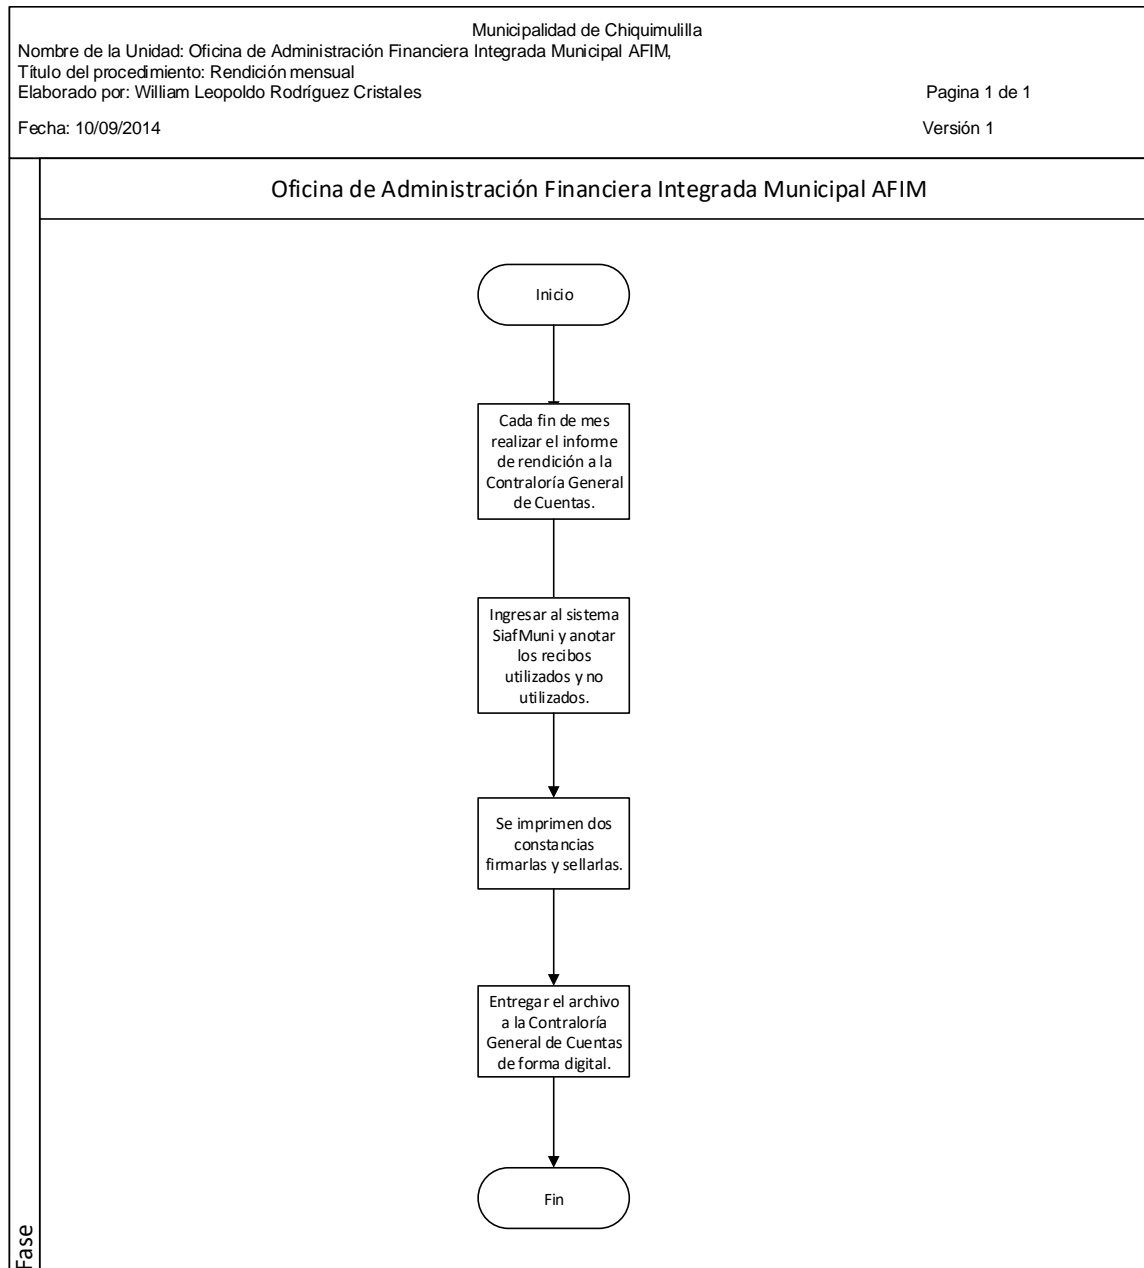 Municipalidad de Chiquimulilla
Nombre de la Unidad: Oficina de Administración Financiera Integrada Municipal AFIM,
Título del procedimiento: Rendición mensual
Elaborado por: William Leopoldo Rodríguez Cristales
Pagina 1 de 1
Fecha: 10/09/2014
Versión 1
Oficina de Administración Financiera Integrada Municipal AFIM
Inicio
Cada fin de mes
realizar el informe
de rendición a la
Contraloría General
de Cuentas.
Ingresar al sistema
SiafMuni y anotar
los recibos
utilizados y no
utilizados.
Se imprimen dos
constancias
firmarlas y sellarlas.
Entregar el archivo
a la Contraloría
General de Cuentas
de forma digital.
Fin
Fase